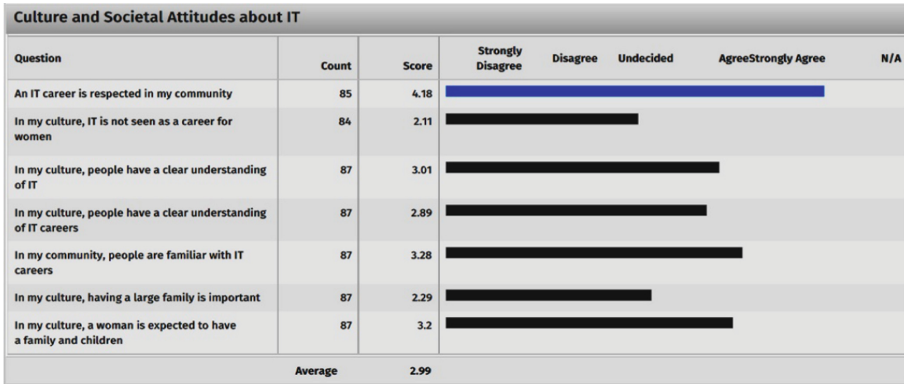 Culture and Societal Attitudes about IT
Question Count Score Strongly Disagree Disagree Undecided AgreeStrongly Agree N/A
An IT career is respected in my community 85 4.18
In my culture, IT is not seen as a career for 84 2.11
women
In my culture, people have a clear understanding 87 3.01
of IT
In my culture, people have a clear understanding 87 2.89
of IT careers
In my community, people are familiar with IT 87 3.28
careers
In my culture, having a large family is important 87 2.29
In my culture, a woman is expected to have 87 3.2
a family and children
Average 2.99